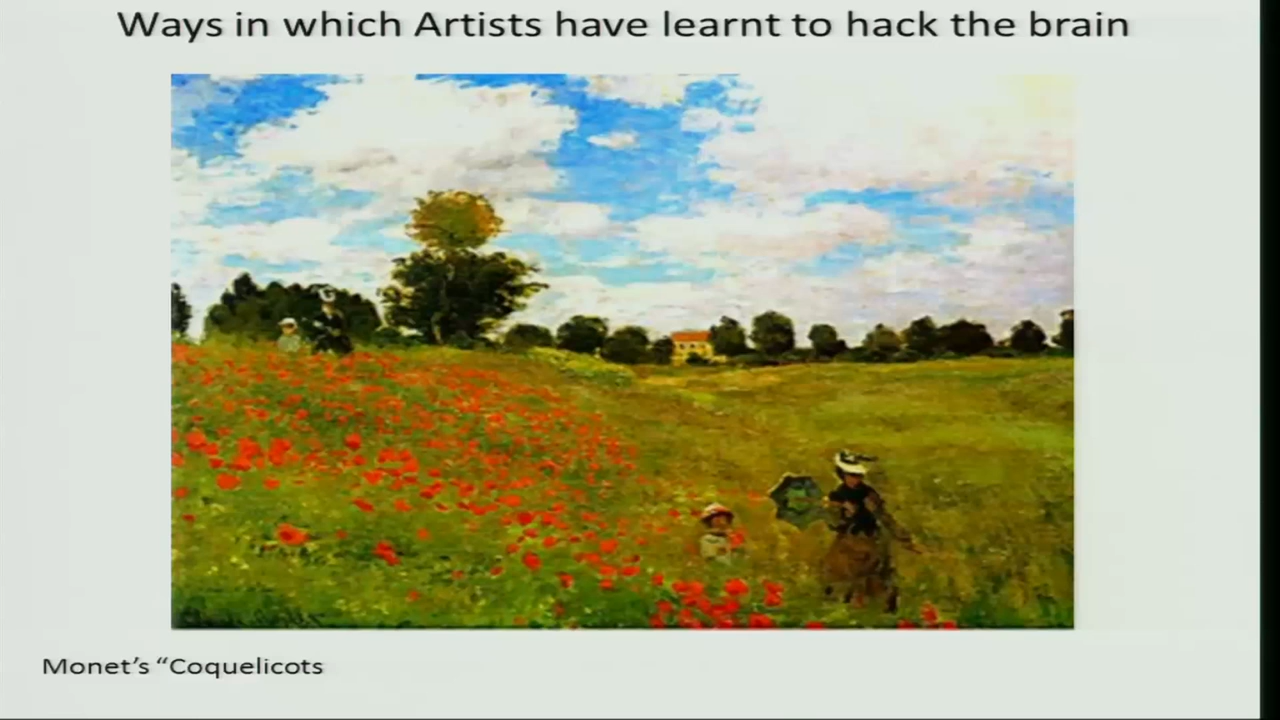 Ways in which Artists have learnt to hack the brain
Monet’s “Coquelicots